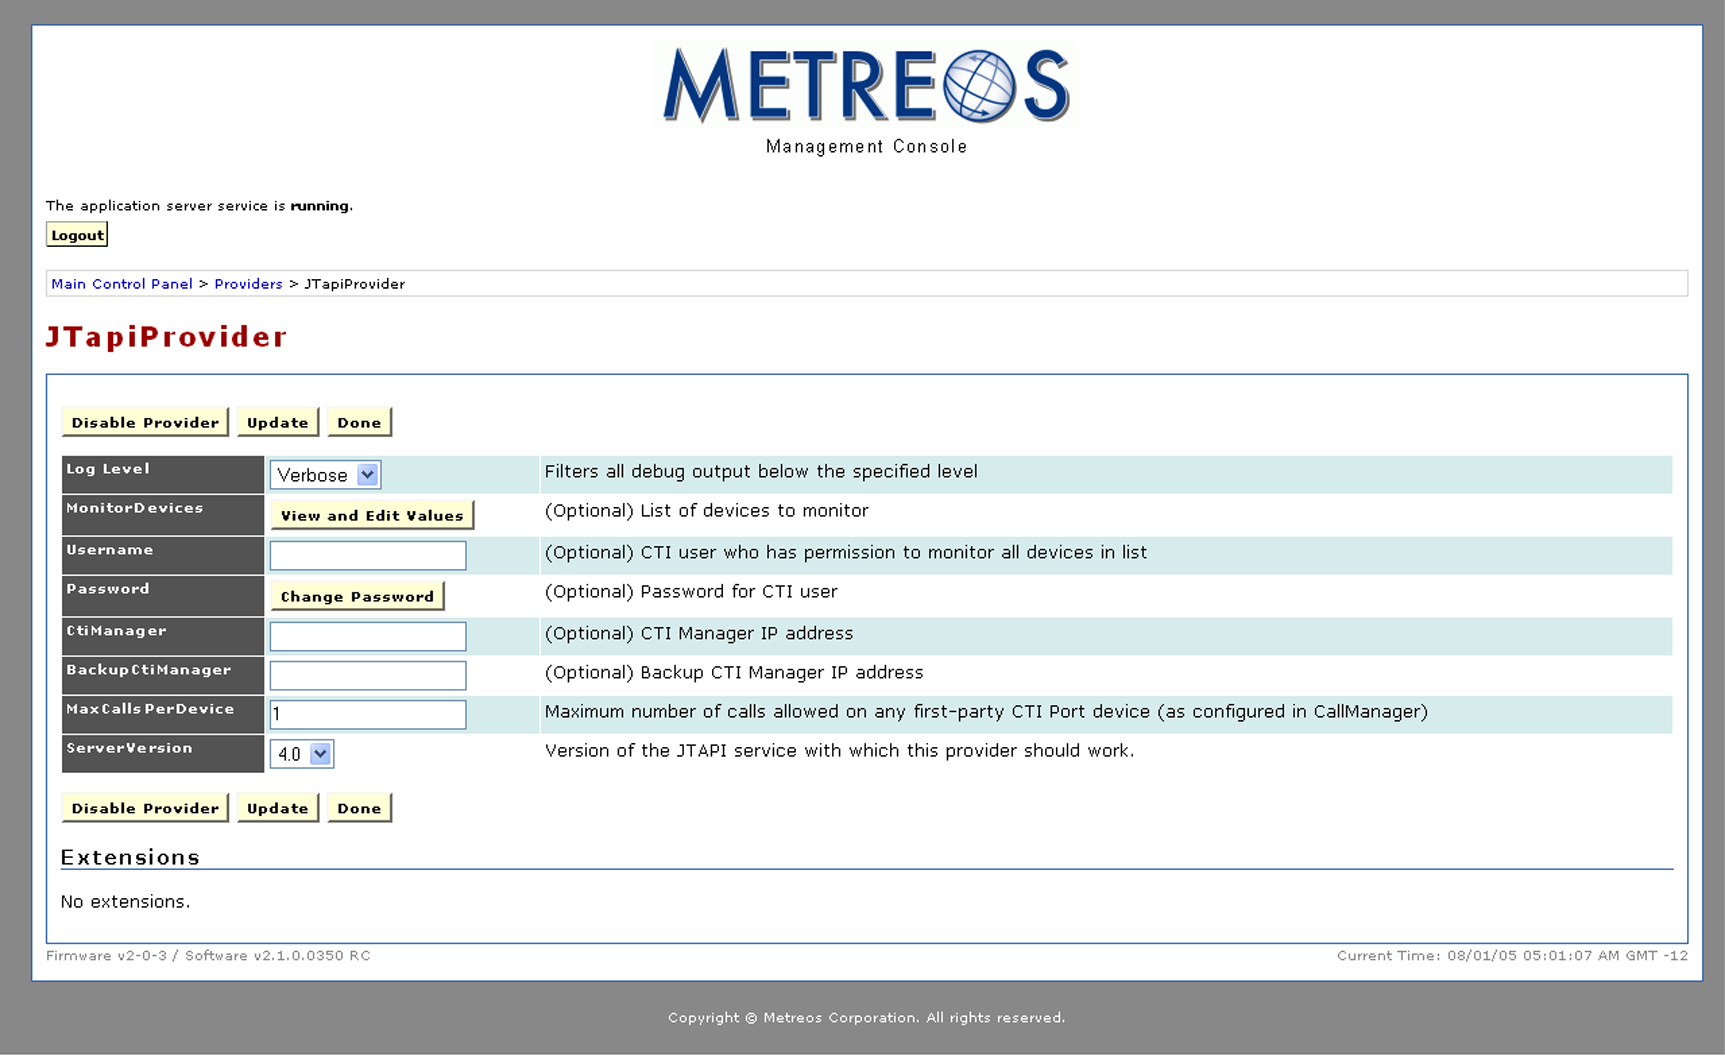 METREOS
Management Console
The application server service is running.
Logout
Main Control Panel > Providers > JTapiProvider
JTapiProvider
Disable Provider Update Done
Log Level Verbose Filters all debug output below the specified level
MonitorDevices View and Edit Values (Optional) List of devices to monitor
Username (Optional) CTI user who has permission to monitor all devices in list
Password Change Password (Optional) Password for CTI user
CtiManager (Optional) CTI Manager IP address
BackupCtiManager (Optional) Backup CTI Manager IP address
MaxCallsPerDevice 1 Maximum number of calls allowed on any first-party CTI Port device (as configured in CallManager)
ServerVersion 4.0 Version of the JTAPI service with which this provider should work.
Disable Provider Update Done
Extensions
No extensions.
Firmware v2-0-3 / Software v2.1.0.0350 RC Current Time: 08/01/05 05:01:07 AM GMT -12
Copyright © Metreos Corporation. All rights reserved.